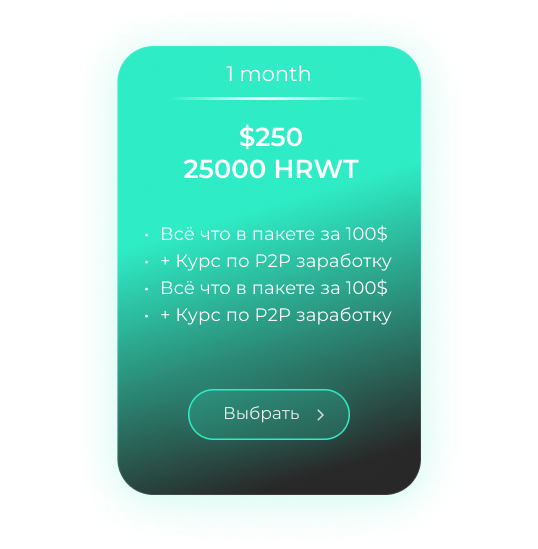 1 month
$250
25000 HRWT
• Всё что в пакете за 100$
• + Курс по P2P заработку
• Всё что в пакете за 100$
• + Курс по P2P заработку
Выбрать